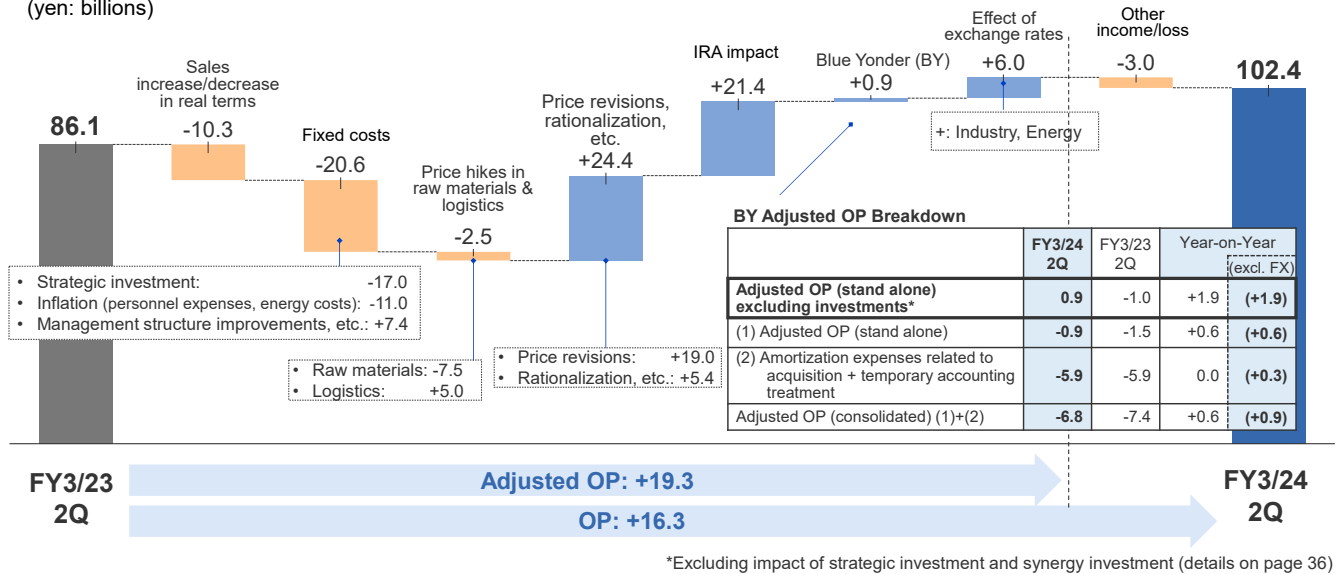 (yen: billions)
86.1
Sales
increase/decrease
in real terms
-10.3
Fixed costs
-20.6
Price hikes in
raw materials &
logistics
-2.5
Price revisions,
rationalization,
etc.
+24.4
IRA impact
+21.4
Blue Yonder (BY)
+0.9
Effect of
exchange rates
+6.0
Other
income/loss
-3.0
102.4
+: Industry, Energy
• Strategic investment: -17.0
• Inflation (personnel expenses, energy costs): -11.0
• Management structure improvements, etc.: +7.4
• Raw materials: -7.5
• Logistics: +5.0
• Price revisions: +19.0
• Rationalization, etc.: +5.4
BY Adjusted OP Breakdown
FY3/24 FY3/23 Year-on-Year
2Q 2Q (excl. FX)
Adjusted OP (stand alone)
excluding investments* 0.9 -1.0 +1.9 (+1.9)
(1) Adjusted OP (stand alone) -0.9 -1.5 +0.6 (+0.6)
(2) Amortization expenses related to
acquisition + temporary accounting -5.9 -5.9 0.0 (+0.3)
treatment
Adjusted OP (consolidated) (1)+(2) -6.8 -7.4 +0.6 (+0.9)
FY3/23
2Q
Adjusted OP: +19.3
OP: +16.3
FY3/24
2Q
*Excluding impact of strategic investment and synergy investment (details on page 36)